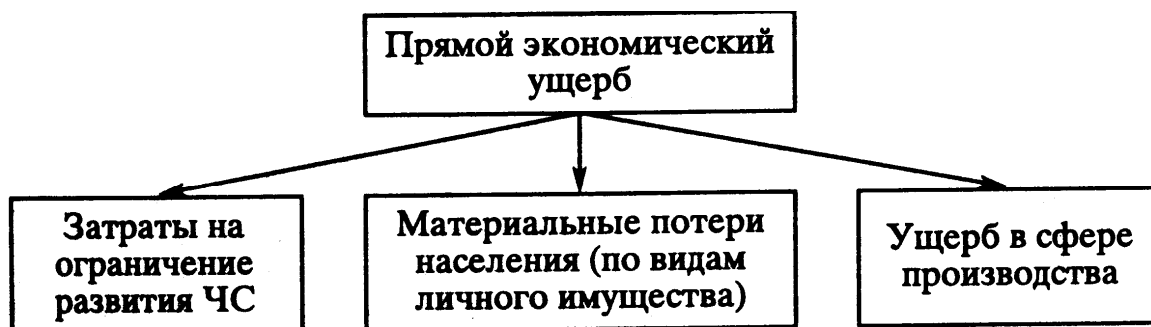 Прямой экономический
ущерб
Затраты на
ограничение
развития ЧС
Материальные потери
населения (по видам
личного имущества)
Ущерб в сфере
производства